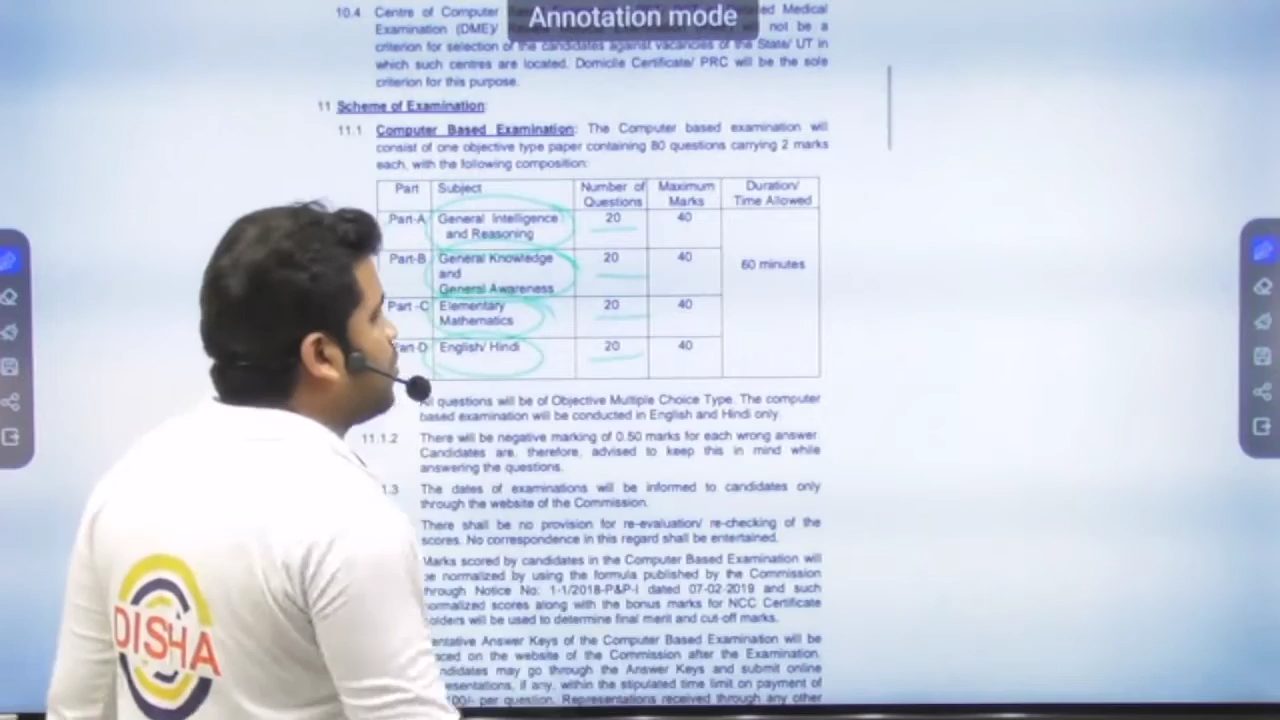 Annotation mode
10.4 Centre of Computer
Medical
Examination (DME)/
not be a
criterion for selection of the candidates against vacancies of the State/ UT in
which such centres are located. Domicile Certificate/ PRC will be the sole
criterion for this purpose.
11 Scheme of Examination:
11.1 Computer Based Examination: The Computer based examination will
consist of one objective type paper containing 80 questions carrying 2 marks
each, with the following composition:
Part Subject Number of Maximum Duration/
Questions Marks Time Allowed
Part-A General Intelligence 20 40
and Reasoning
Part-B General Knowledge 20 40 60 minutes
and
General Awareness
Part -C Elementary 20 40
Mathematics
Part-D English/ Hindi 20 40
All questions will be of Objective Multiple Choice Type. The computer
based examination will be conducted in English and Hindi only.
11.1.2 There will be negative marking of 0.50 marks for each wrong answer.
Candidates are, therefore, advised to keep this in mind while
answering the questions.
1.3 The dates of examinations will be informed to candidates only
through the website of the Commission.
There shall be no provision for re-evaluation/ re-checking of the
scores. No correspondence in this regard shall be entertained.
Marks scored by candidates in the Computer Based Examination will
be normalized by using the formula published by the Commission
through Notice No: 1-1/2018-P&P-I dated 07-02-2019 and such
normalized scores along with the bonus marks for NCC Certificate
holders will be used to determine final merit and cut-off marks.
entative Answer Keys of the Computer Based Examination will be
aced on the website of the Commission after the Examination.
ndidates may go through the Answer Keys and submit online
esentations, if any, within the stipulated time limit on payment of
100/- per question. Representations received through any other
DISHA